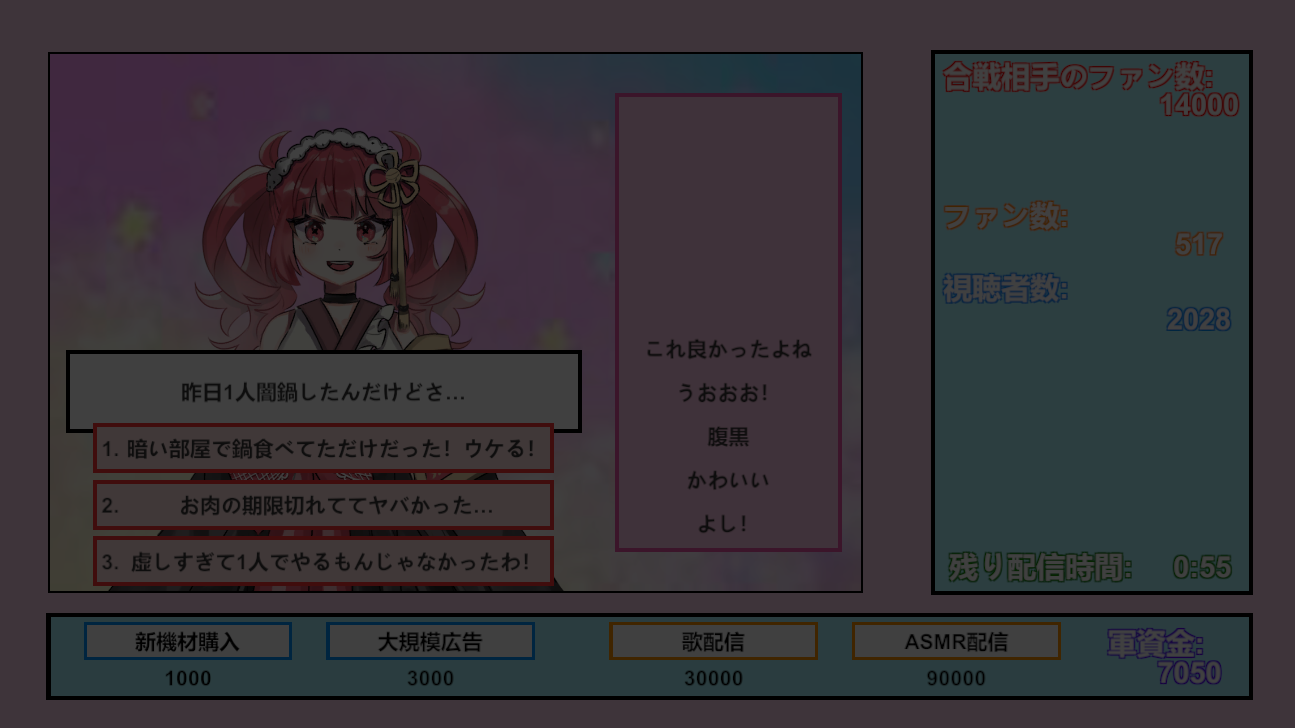 合戦相手のファン数:
14000
ファン数:
517
視聴者数:
2028
残り配信時間: 0:55
これ良かったよね
うおおお！
腹黒
かわいい
よし！
昨日1人闇鍋したんだけどさ…
1. 暗い部屋で鍋食べてただけだった！ウケる！
2. お肉の期限切れててヤバかった…
3. 虚しすぎて1人でやるもんじゃなかったわ！
新機材購入
1000
大規模広告
3000
歌配信
30000
ASMR配信
90000
軍資金:
7050